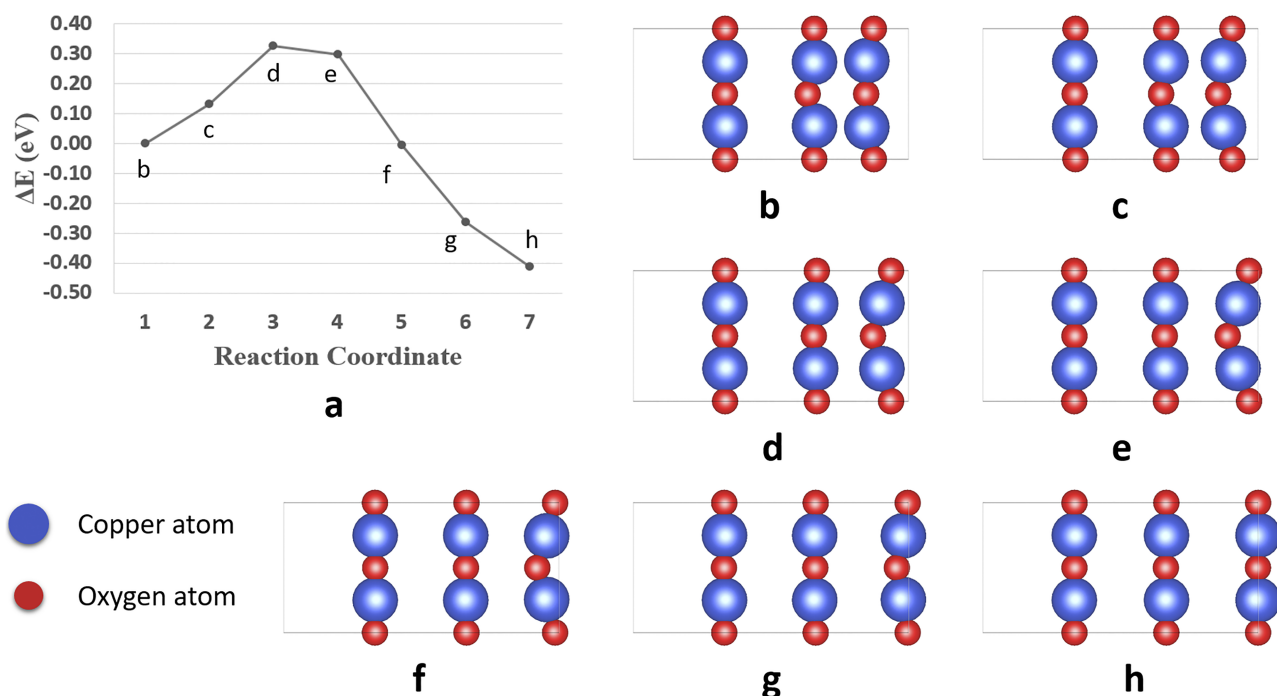 0.40
0.30
0.20
0.10
0.00
-0.10
-0.20
-0.30
-0.40
-0.50
ΔE (eV)
b
c
d
e
f
g
h
1 2 3 4 5 6 7
Reaction Coordinate
a
b
c
d
e
Copper atom
Oxygen atom
f
g
h